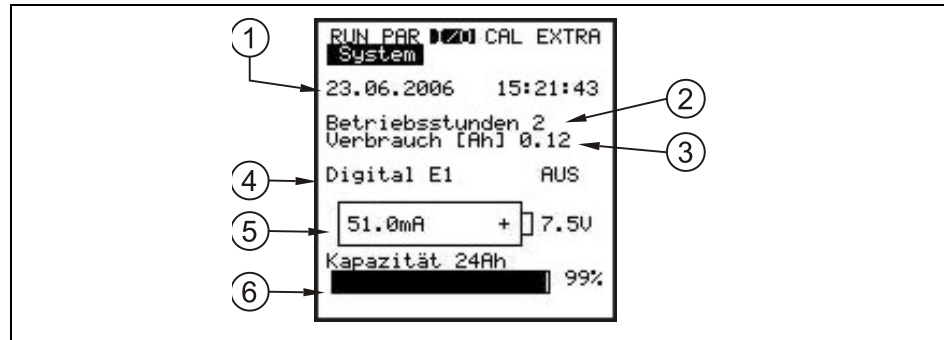 RUN PAR I/O CAL EXTRA
System
1
23.06.2006 15:21:43
2
Betriebsstunden 2
Verbrauch [Ah] 0.12
3
4
Digital E1 AUS
5
51.0mA + 7.5V
Kapazität 24Ah
6
99%